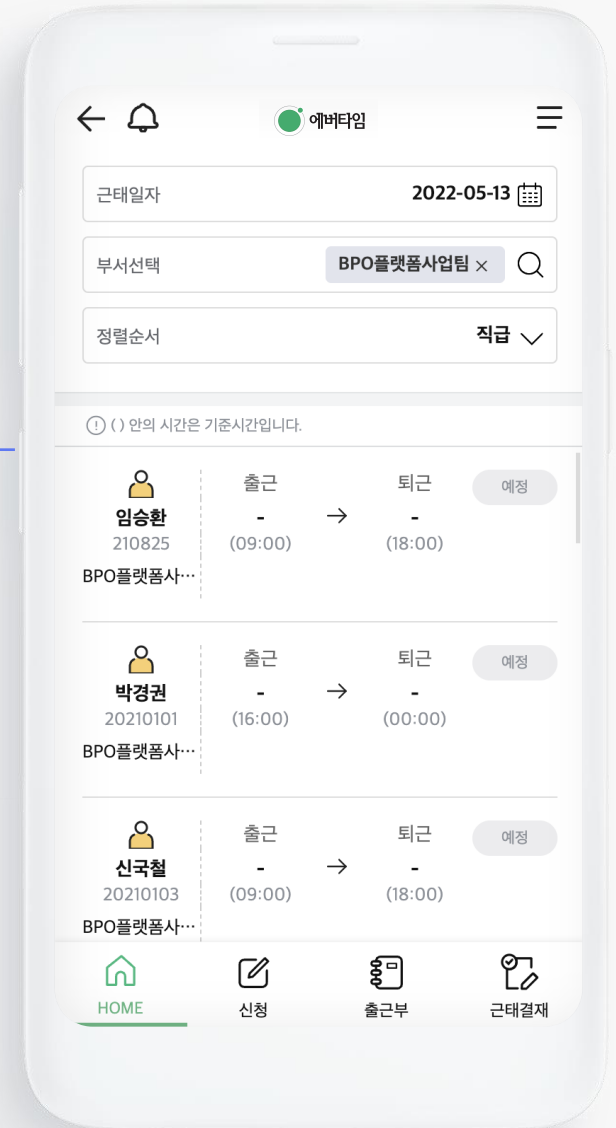 에버타임
근태일자 2022-05-13
부서선택 BPO플랫폼사업팀 ×
정렬순서 직급
( ) 안의 시간은 기준시간입니다.
출근 퇴근 예정
임승환 - → -
210825 (09:00) (18:00)
BPO플랫폼사···
출근 퇴근 예정
박경권 - → -
20210101 (16:00) (00:00)
BPO플랫폼사···
출근 퇴근 예정
신국철 - → -
20210103 (09:00) (18:00)
BPO플랫폼사···
HOME 신청 출근부 근태결재